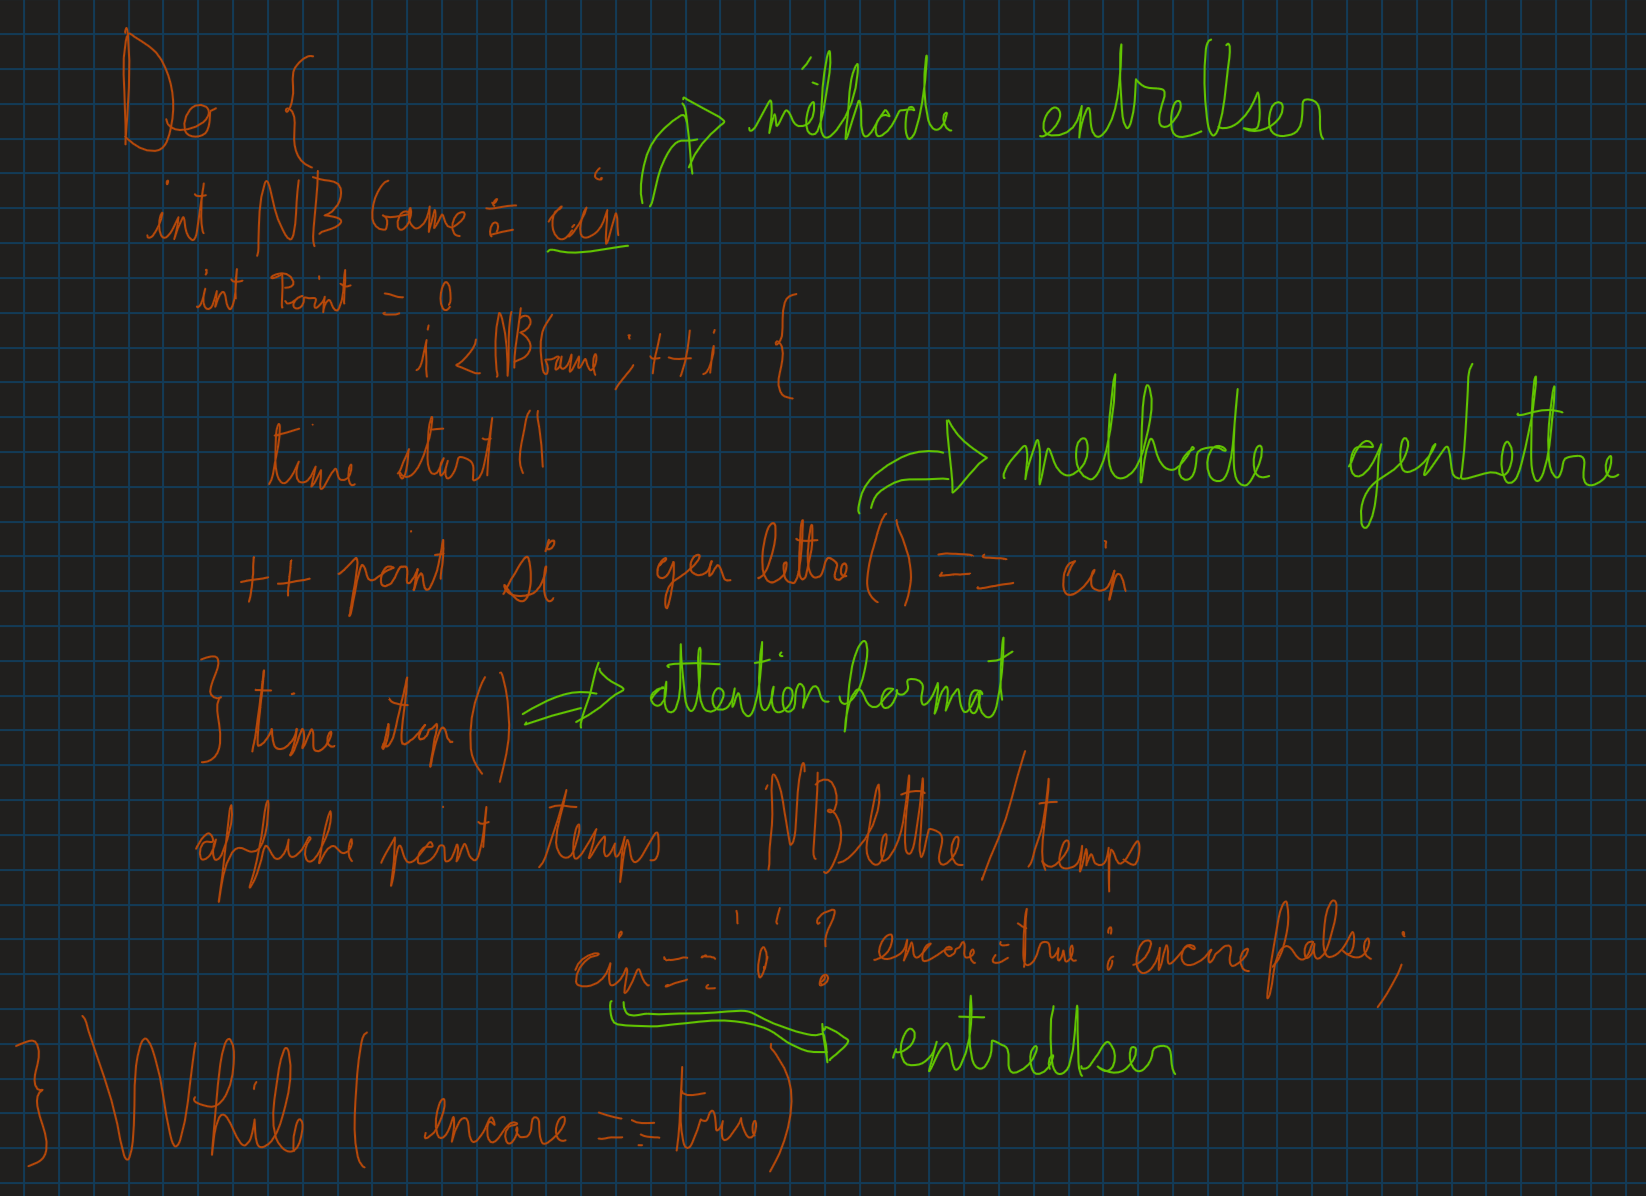 Do {
méthode entreUser
int NB Game = cin
int Point = 0
i < NBGame ; ++i {
time start ()
methode genLettre
++ point si gen lettre () == cin
} time stop () attention format
affiche point temps NBlettre/temps
cin == 'o' ? encore = true : encore false ;
entreUser
} While ( encore == true )